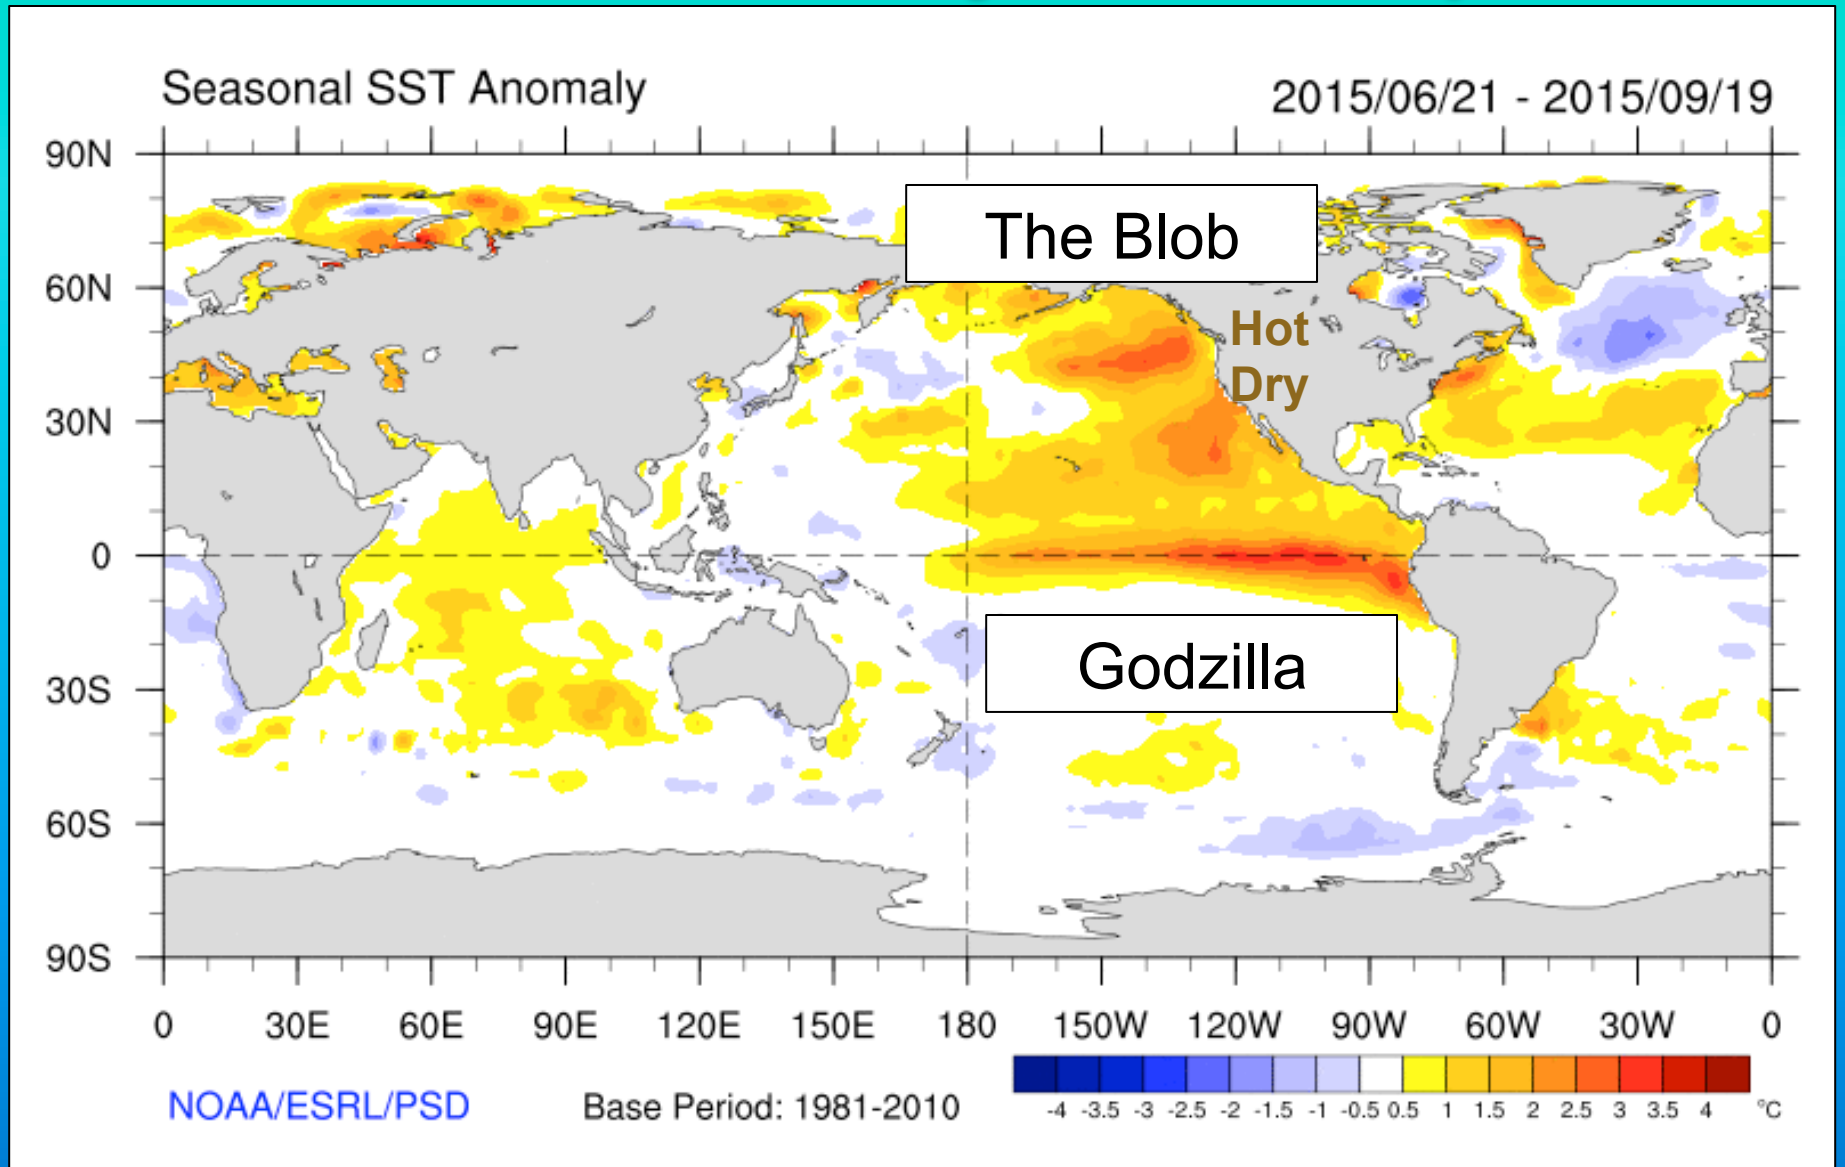 Seasonal SST Anomaly
2015/06/21 - 2015/09/19
90N
60N
30N
0
30S
60S
90S
The Blob
Hot
Dry
Godzilla
0 30E 60E 90E 120E 150E 180 150W 120W 90W 60W 30W 0
NOAA/ESRL/PSD
Base Period: 1981-2010
-4 -3.5 -3 -2.5 -2 -1.5 -1 -0.5 0.5 1 1.5 2 2.5 3 3.5 4 °C